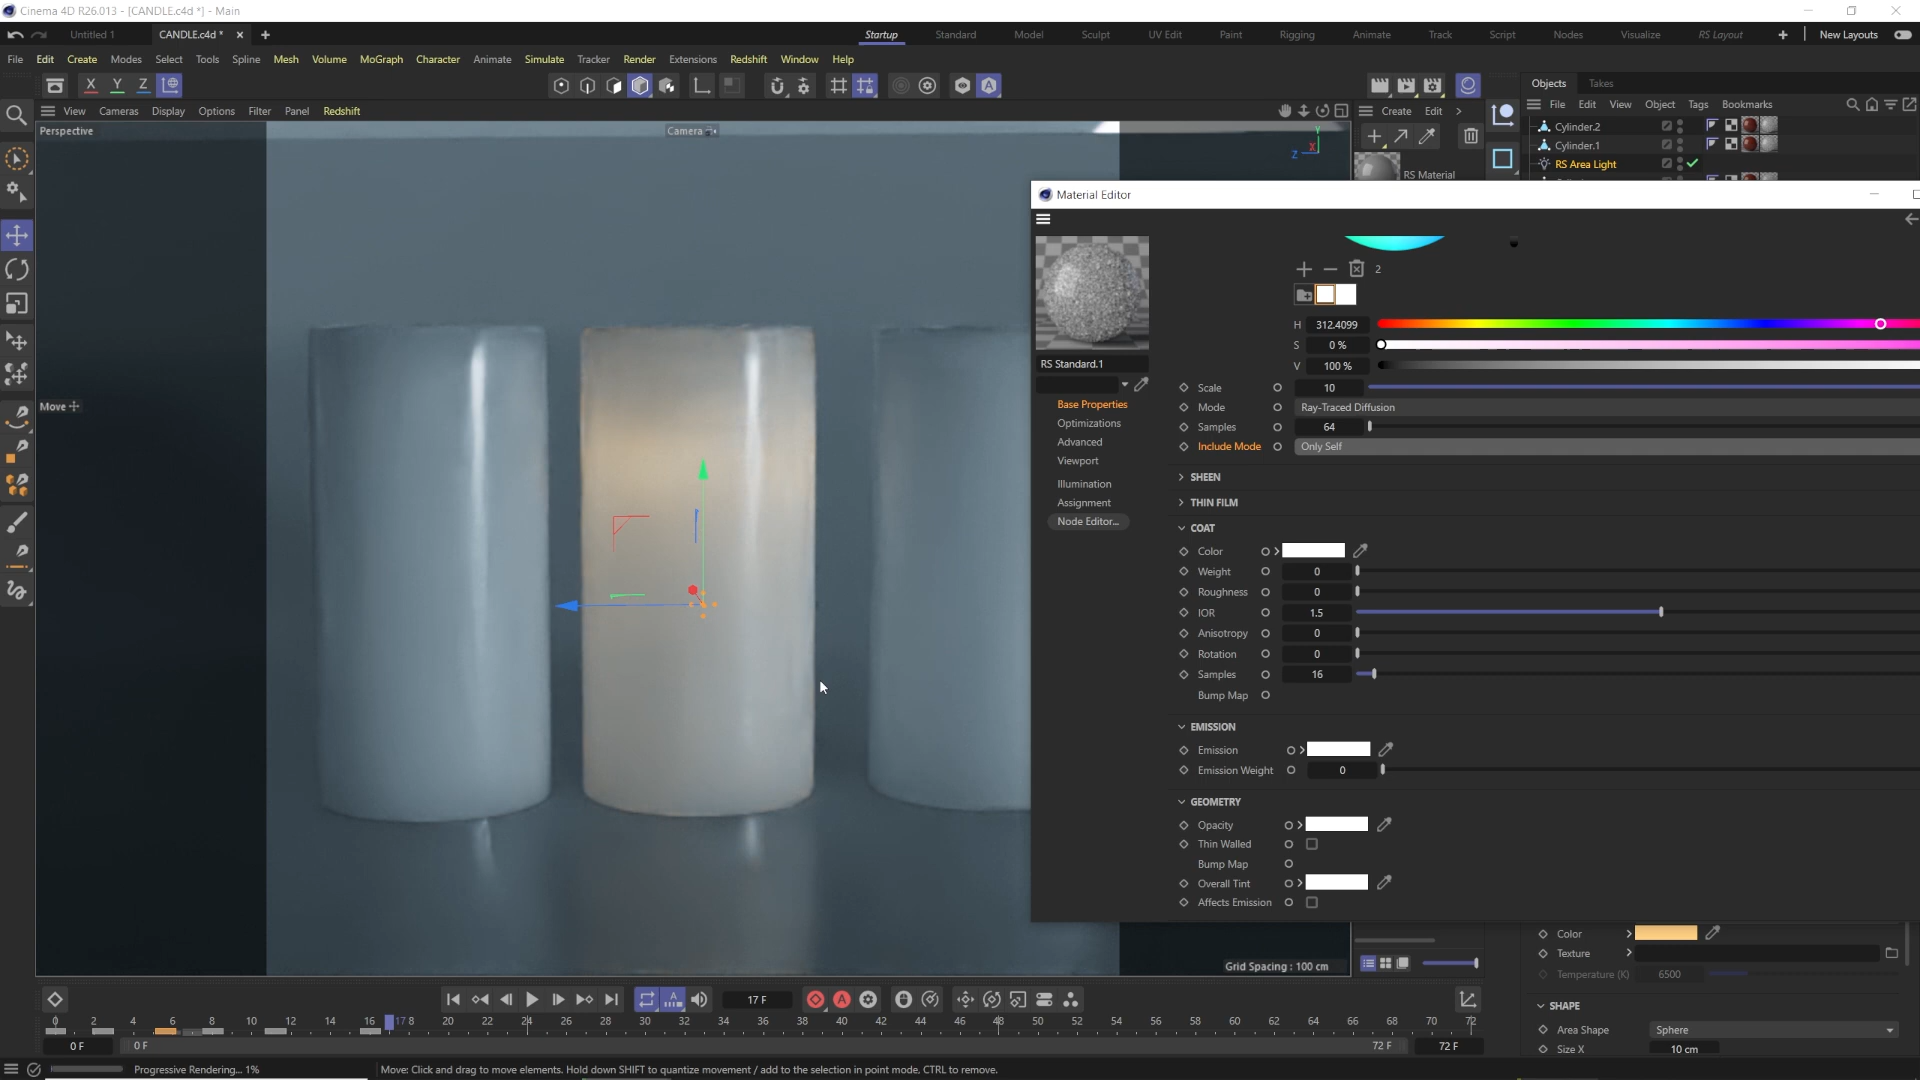 Cinema 4D R26.013 - [CANDLE.c4d *] - Main
Untitled 1
CANDLE.c4d *
Startup
Standard
Model
Sculpt
UV Edit
Paint
Rigging
Animate
Track
Script
Nodes
Visualize
RS Layout
New Layouts
File Edit Create Modes Select Tools Spline Mesh Volume MoGraph Character Animate Simulate Tracker Render Extensions Redshift Window Help
X Y Z
Objects Takes
View Cameras Display Options Filter Panel Redshift
Create Edit
File Edit View Object Tags Bookmarks
Perspective
Camera
Y
X
Z
Cylinder.2
Cylinder.1
RS Area Light
RS Material
Material Editor
2
H 312.4099
S 0 %
V 100 %
RS Standard.1
Base Properties
Optimizations
Advanced
Viewport
Illumination
Assignment
Node Editor...
Scale 10
Mode Ray-Traced Diffusion
Samples 64
Include Mode Only Self
SHEEN
THIN FILM
COAT
Color
Weight 0
Roughness 0
IOR 1.5
Anisotropy 0
Rotation 0
Samples 16
Bump Map
EMISSION
Emission
Emission Weight 0
GEOMETRY
Opacity
Thin Walled
Bump Map
Overall Tint
Affects Emission
Move
Grid Spacing : 100 cm
Color
Texture
Temperature (K) 6500
SHAPE
Area Shape Sphere
Size X 10 cm
17 F
0 2 4 6 8 10 12 14 16 17 8 20 22 24 26 28 30 32 34 36 38 40 42 44 46 48 50 52 54 56 58 60 62 64 66 68 70 72
0 F
0 F
72 F
72 F
Progressive Rendering... 1%
Move: Click and drag to move elements. Hold down SHIFT to quantize movement / add to the selection in point mode, CTRL to remove.